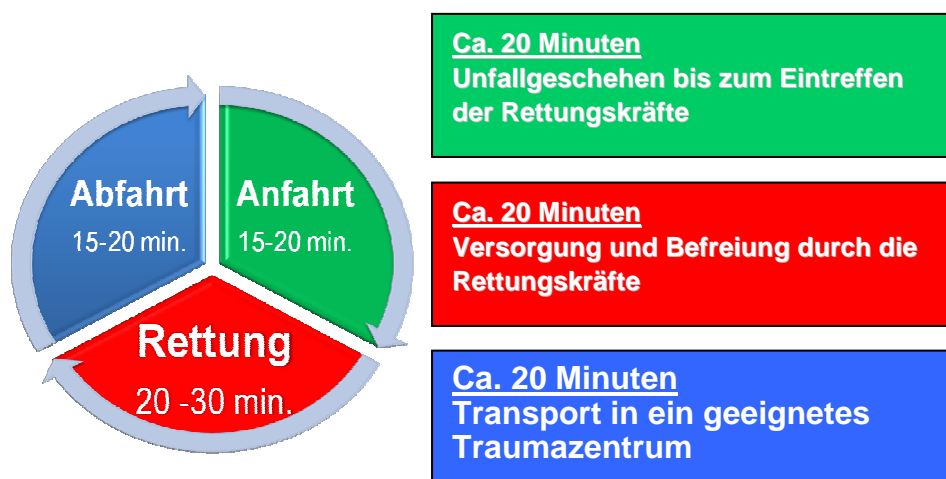 Abfahrt
15-20 min.
Anfahrt
15-20 min.
Rettung
20 -30 min.
Ca. 20 Minuten
Unfallgeschehen bis zum Eintreffen
der Rettungskräfte
Ca. 20 Minuten
Versorgung und Befreiung durch die
Rettungskräfte
Ca. 20 Minuten
Transport in ein geeignetes
Traumazentrum